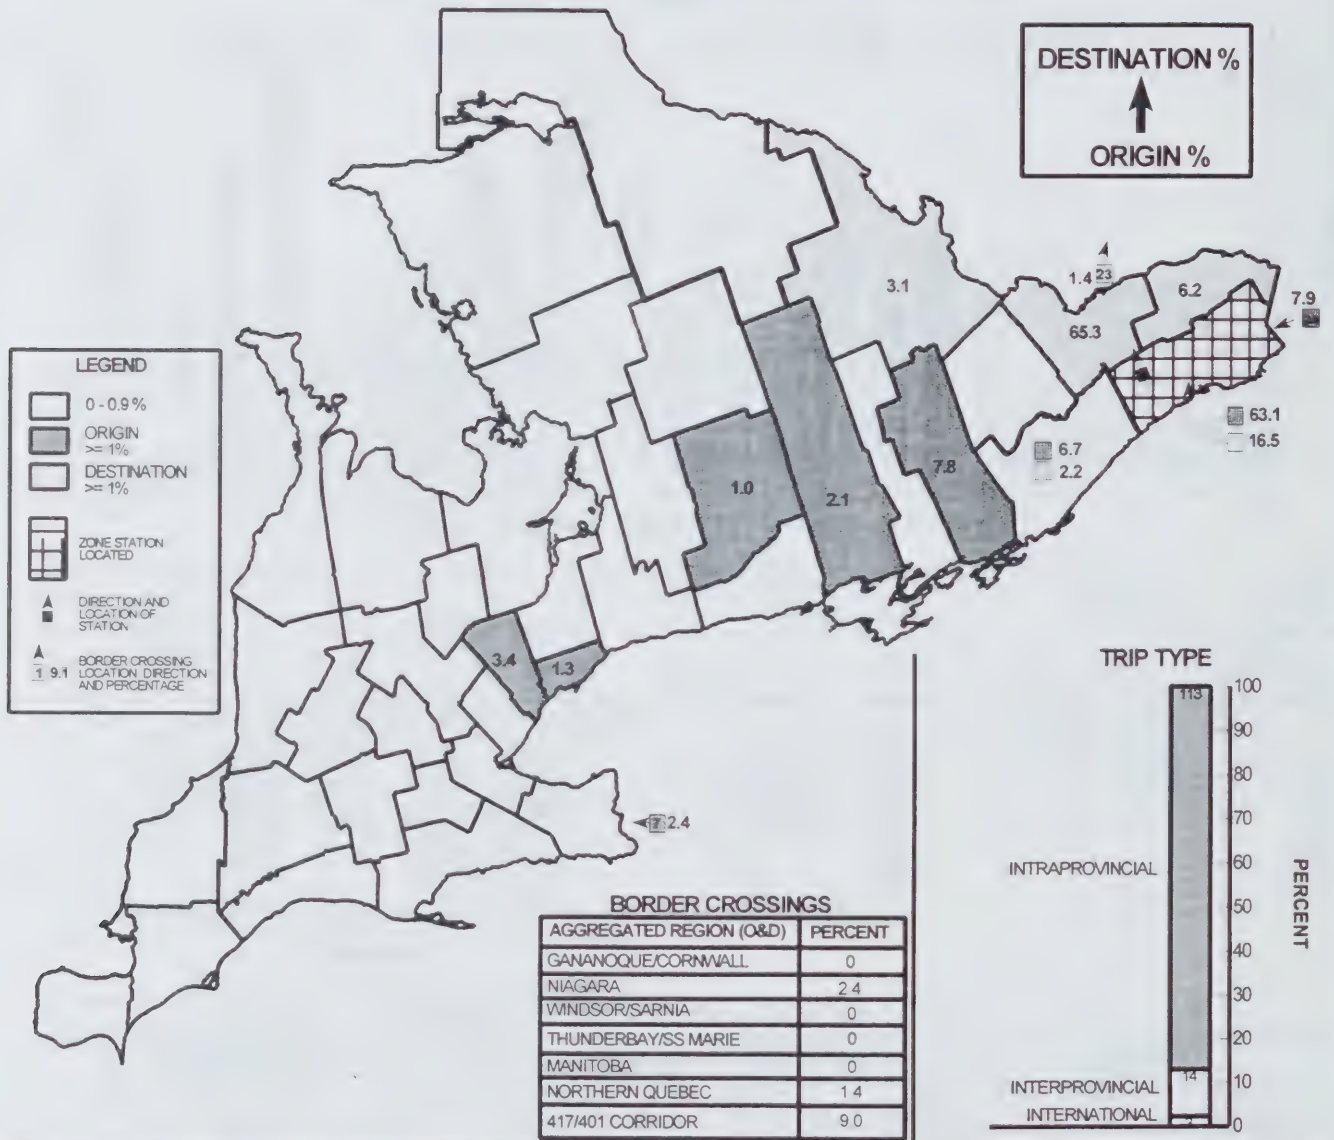 DESTINATION %
ORIGIN %
1.4 23
3.1
6.2
7.9
65.3
63.1
16.5
6.7
2.2
7.8
1.0
2.1
3.4
1.3
7 2.4
LEGEND
0 - 0.9 %
ORIGIN
>= 1%
DESTINATION
>= 1%
ZONE STATION
LOCATED
DIRECTION AND
LOCATION OF
STATION
BORDER CROSSING
1 9.1 LOCATION DIRECTION
AND PERCENTAGE
TRIP TYPE
113
100
90
80
70
60
50
40
30
20
10
0
INTRAPROVINCIAL
14
INTERPROVINCIAL
INTERNATIONAL
2
PERCENT
BORDER CROSSINGS
AGGREGATED REGION (O&D) PERCENT
GANANOQUE/CORNWALL 0
NIAGARA 2.4
WINDSOR/SARNIA 0
THUNDERBAY/SS MARIE 0
MANITOBA 0
NORTHERN QUEBEC 1.4
417/401 CORRIDOR 9.0